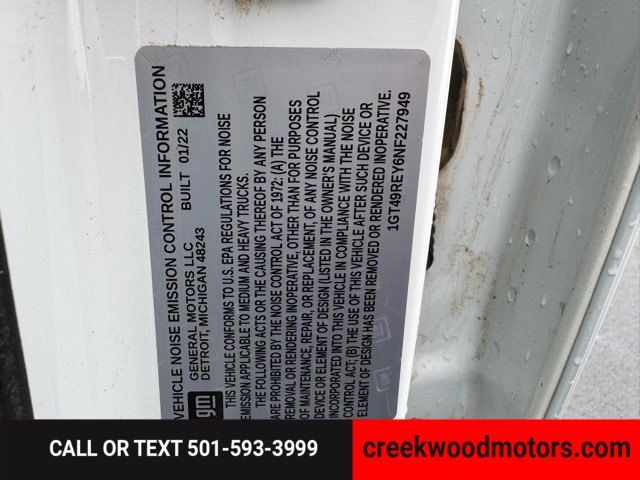 VEHICLE NOISE EMISSION CONTROL INFORMATION
GENERAL MOTORS LLC
DETROIT, MICHIGAN 48243
BUILT 01/22
gm
THIS VEHICLE CONFORMS TO U.S. EPA REGULATIONS FOR NOISE
EMISSION APPLICABLE TO MEDIUM AND HEAVY TRUCKS.
THE FOLLOWING ACTS OR THE CAUSING THEREOF BY ANY PERSON
ARE PROHIBITED BY THE NOISE CONTROL ACT OF 1972: (A) THE
REMOVAL OR RENDERING INOPERATIVE, OTHER THAN FOR PURPOSES
OF MAINTENANCE, REPAIR, OR REPLACEMENT, OF ANY NOISE CONTROL
DEVICE OR ELEMENT OF DESIGN (LISTED IN THE OWNER'S MANUAL)
INCORPORATED INTO THIS VEHICLE IN COMPLIANCE WITH THE NOISE
CONTROL ACT; (B) THE USE OF THIS VEHICLE AFTER SUCH DEVICE OR
ELEMENT OF DESIGN HAS BEEN REMOVED OR RENDERED INOPERATIVE.
1GT49REY6NF227949
CALL OR TEXT 501-593-3999
creekwoodmotors.com